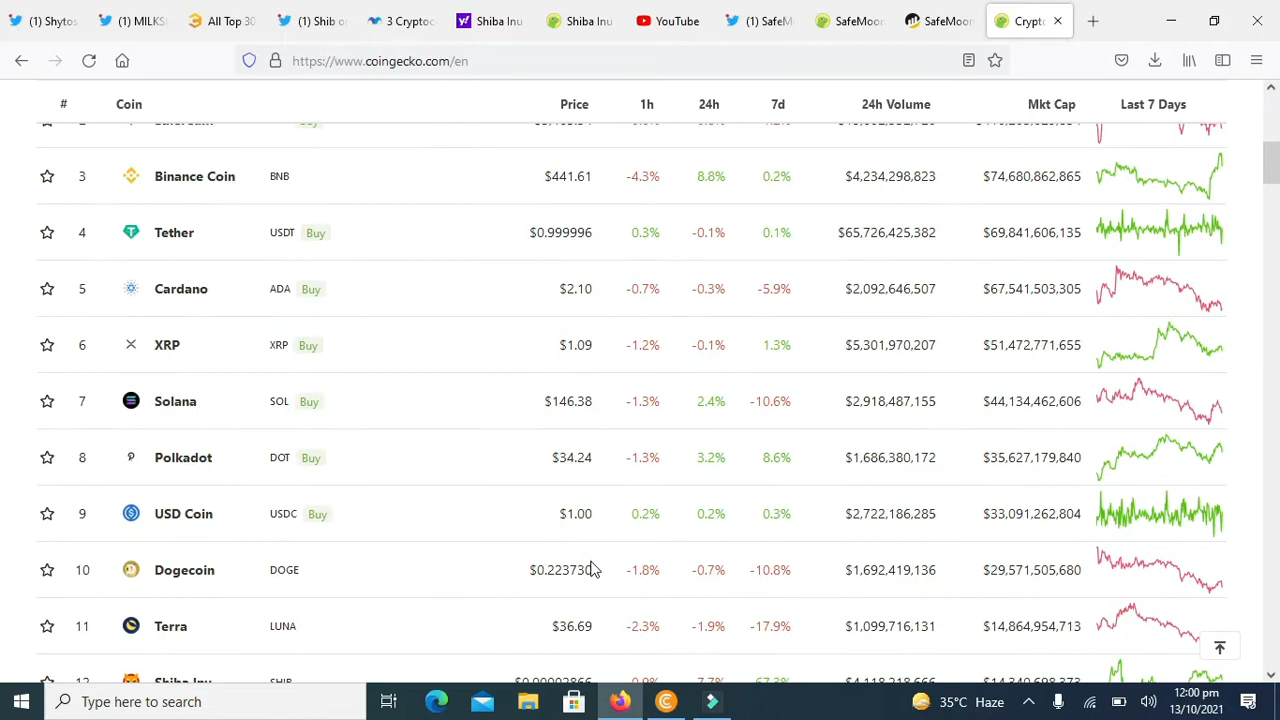 (1) Shytos
(1) MILKS
All Top 30
(1) Shib o
3 Cryptoc
Shiba Inu
Shiba Inu
YouTube
(1) SafeM
SafeMoon
SafeMoon
Crypto
https://www.coingecko.com/en
# Coin Price 1h 24h 7d 24h Volume Mkt Cap Last 7 Days
3 Binance Coin BNB $441.61 -4.3% 8.8% 0.2% $4,234,298,823 $74,680,862,865
4 Tether USDT Buy $0.999996 0.3% -0.1% 0.1% $65,726,425,382 $69,841,606,135
5 Cardano ADA Buy $2.10 -0.7% -0.3% -5.9% $2,092,646,507 $67,541,503,305
6 XRP XRP Buy $1.09 -1.2% -0.1% 1.3% $5,301,970,207 $51,472,771,655
7 Solana SOL Buy $146.38 -1.3% 2.4% -10.6% $2,918,487,155 $44,134,462,606
8 Polkadot DOT Buy $34.24 -1.3% 3.2% 8.6% $1,686,380,172 $35,627,179,840
9 USD Coin USDC Buy $1.00 0.2% 0.2% 0.3% $2,722,186,285 $33,091,262,804
10 Dogecoin DOGE $0.223730 -1.8% -0.7% -10.8% $1,692,419,136 $29,571,505,680
11 Terra LUNA $36.69 -2.3% -1.9% -17.9% $1,099,716,131 $14,864,954,713
12 Shiba Inu SHIB $0.00002866
Type here to search
35°C Haze
12:00 pm
13/10/2021